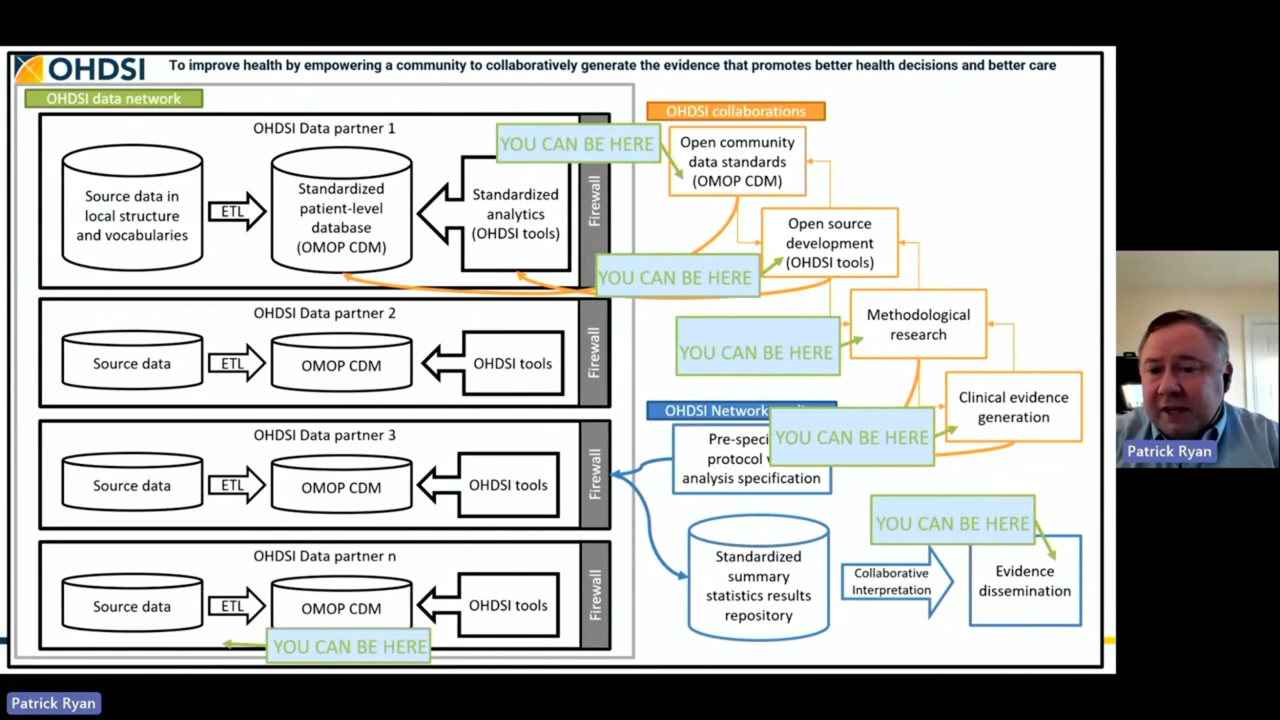 OHDSI
To improve health by empowering a community to collaboratively generate the evidence that promotes better health decisions and better care
OHDSI data network
OHDSI Data partner 1
Source data in
local structure
and vocabularies
ETL
Standardized
patient-level
database
(OMOP CDM)
Standardized
analytics
(OHDSI tools)
Firewall
YOU CAN BE HERE
OHDSI collaborations
Open community
data standards
(OMOP CDM)
Open source
development
(OHDSI tools)
YOU CAN BE HERE
Methodological
research
YOU CAN BE HERE
Clinical evidence
generation
YOU CAN BE HERE
OHDSI Data partner 2
Source data
ETL
OMOP CDM
OHDSI tools
Firewall
OHDSI Data partner 3
Source data
ETL
OMOP CDM
OHDSI tools
Firewall
OHDSI Data partner n
Source data
ETL
OMOP CDM
OHDSI tools
Firewall
YOU CAN BE HERE
OHDSI Network
Pre-speci
protocol
analysis specification
Standardized
summary
statistics results
repository
Collaborative
Interpretation
YOU CAN BE HERE
Evidence
dissemination
Patrick Ryan
Patrick Ryan